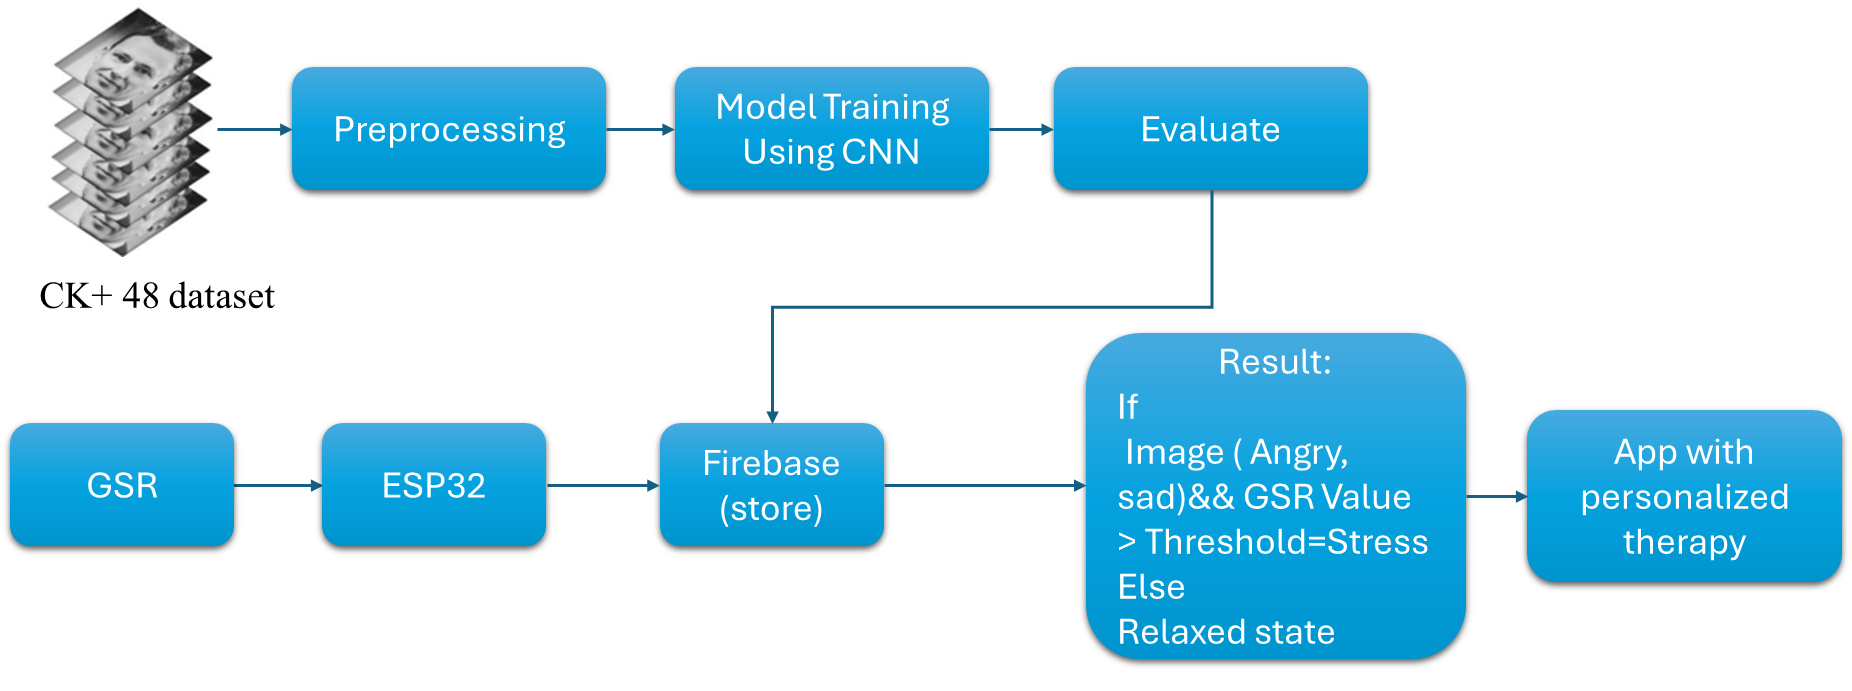 Preprocessing
Model Training
Using CNN
Evaluate
CK+ 48 dataset
GSR
ESP32
Firebase
(store)
Result:
If
Image ( Angry,
sad)&& GSR Value
> Threshold=Stress
Else
Relaxed state
App with
personalized
therapy